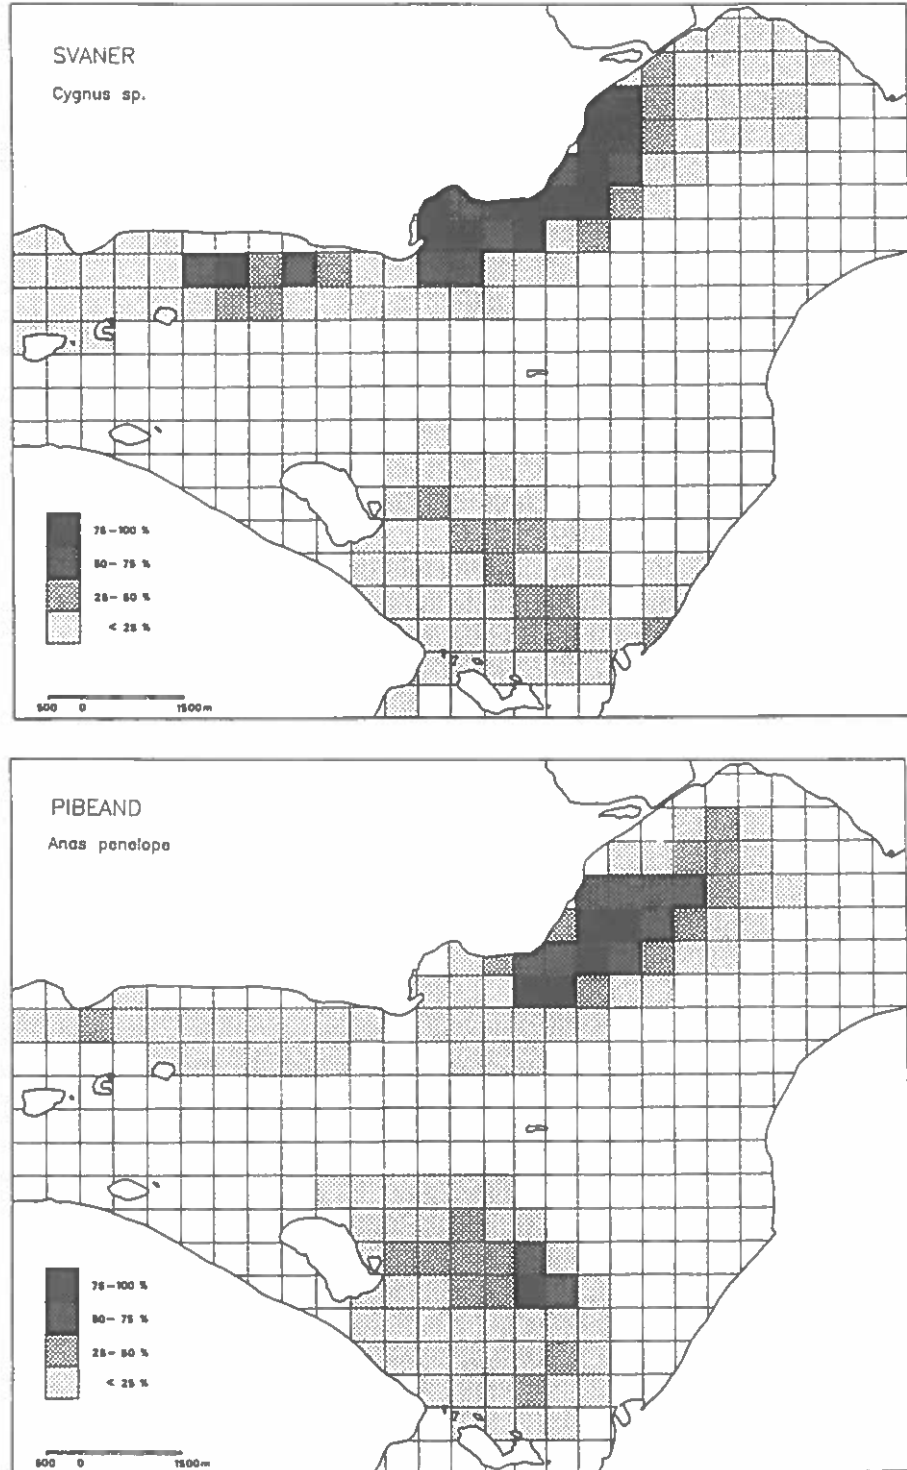 SVANER
Cygnus sp.
75-100 %
50- 75 %
25- 50 %
< 25 %
500 0 1500m
PIBEAND
Anas penelope
75-100 %
50- 75 %
25- 50 %
< 25 %
500 0 1500m